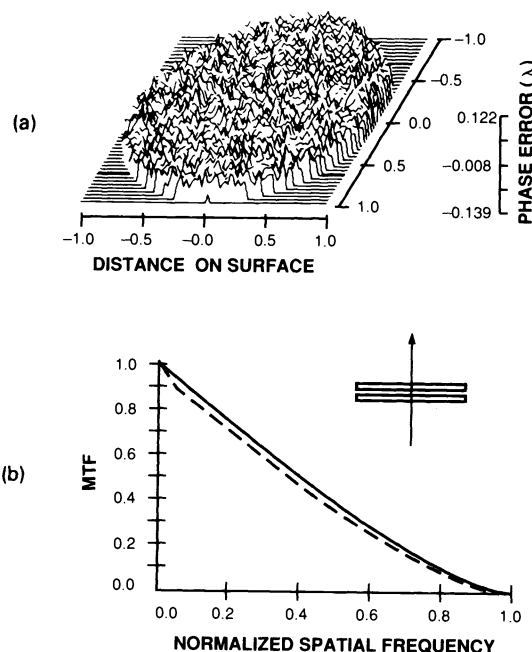 (a)
−1.0
−0.5
0.0
0.5
1.0
0.122
−0.008
−0.139
PHASE ERROR (λ)
−1.0 −0.5 −0.0 0.5 1.0
DISTANCE ON SURFACE
(b)
1.0
0.8
0.6
0.4
0.2
0.0
MTF
0.0 0.2 0.4 0.6 0.8 1.0
NORMALIZED SPATIAL FREQUENCY